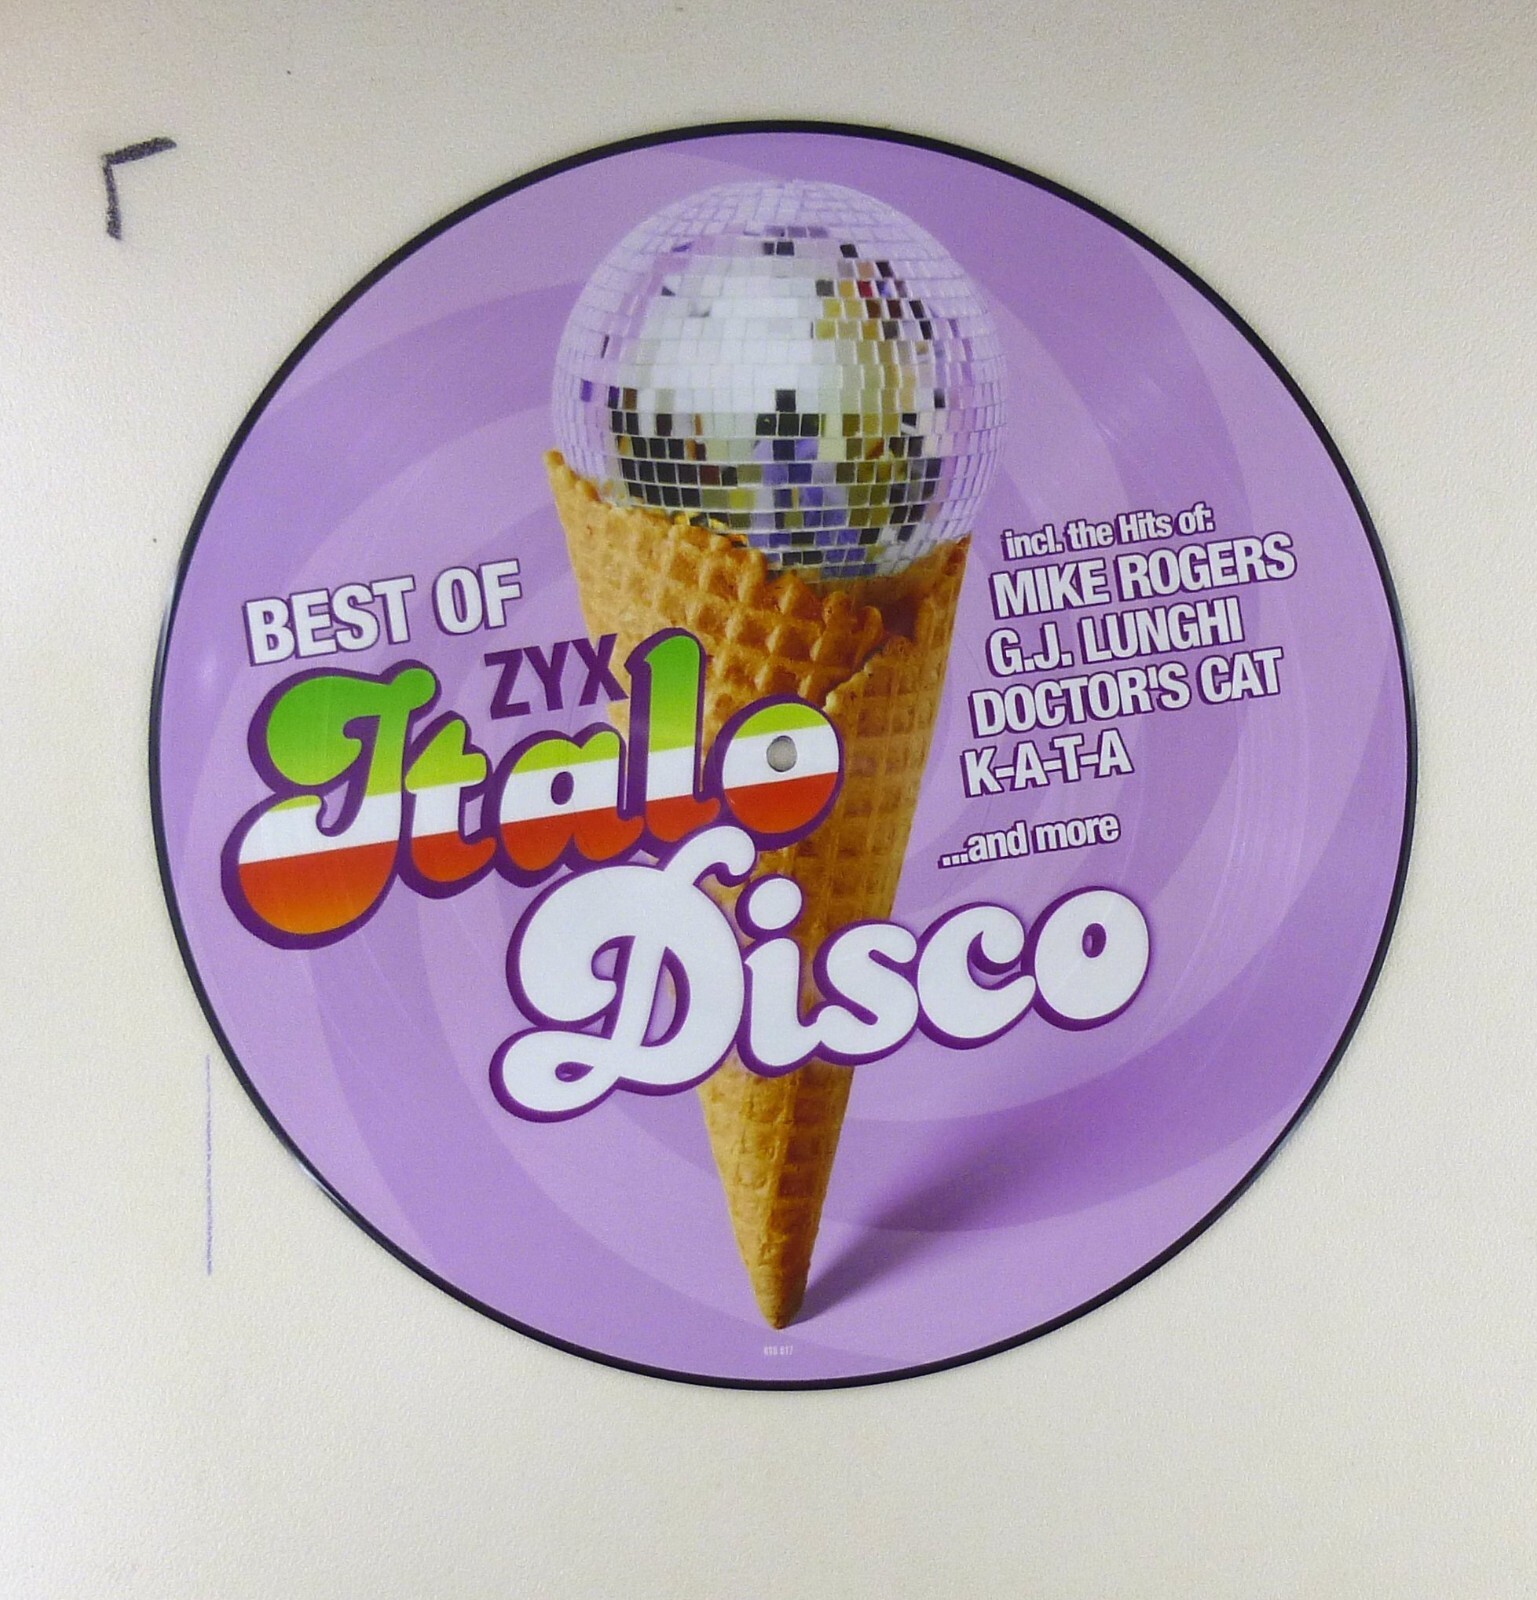 BEST OF
ZYX
Italo
Disco
incl. the Hits of:
MIKE ROGERS
G.J. LUNGHI
DOCTOR'S CAT
K-A-T-A
...and more